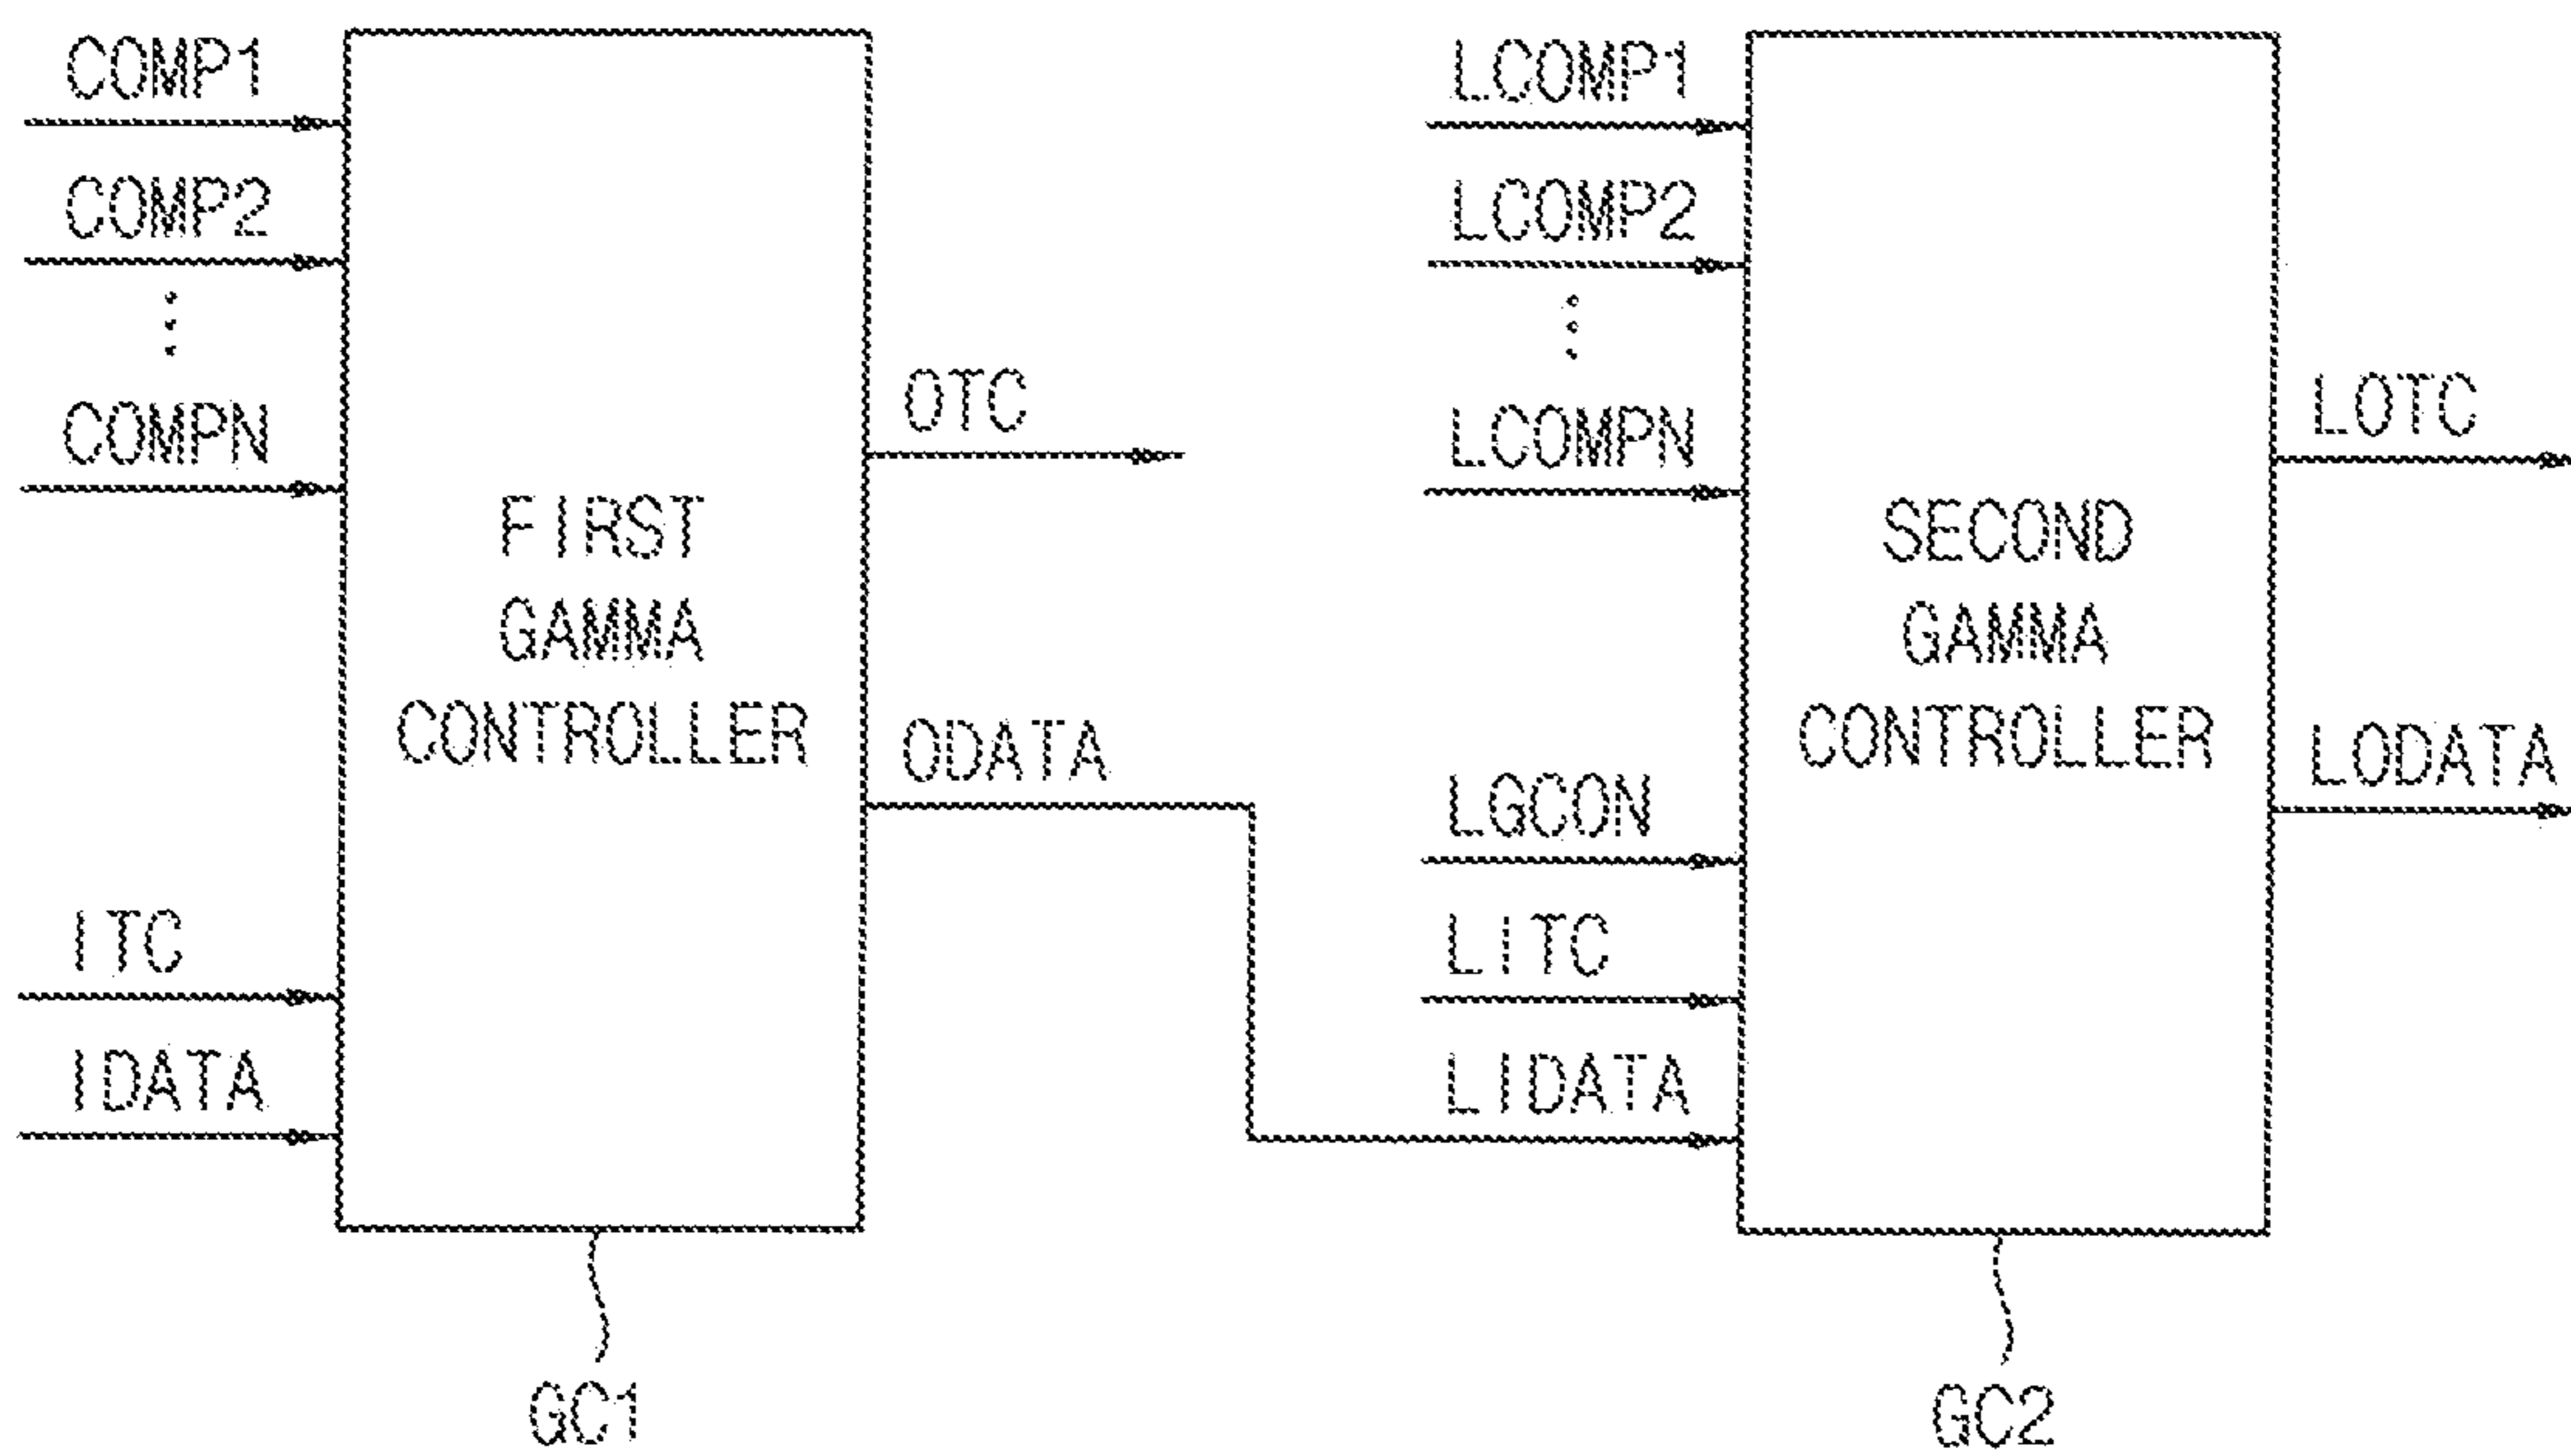 COMP1
COMP2
COMPN
ITC
IDATA
FIRST
GAMMA
CONTROLLER
GC1
OTC
ODATA
LCOMP1
LCOMP2
LCOMPN
LGCON
LITC
LIDATA
SECOND
GAMMA
CONTROLLER
GC2
LOTC
LODATA